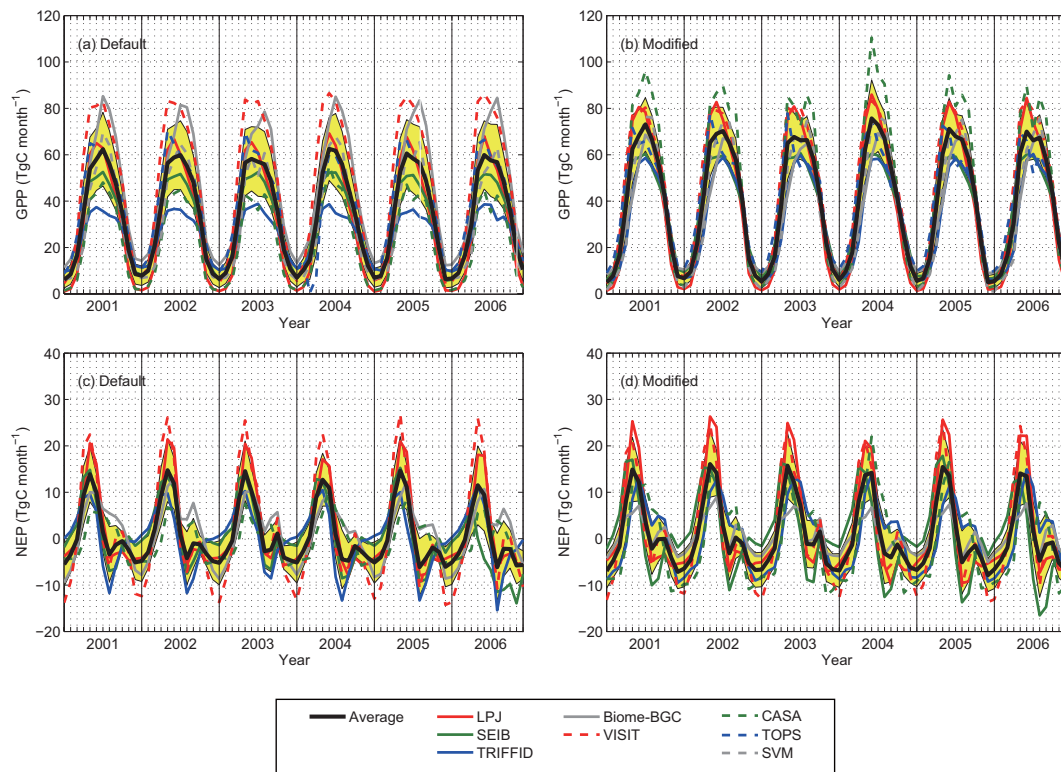 (a) Default
GPP (TgC month−1)
120
100
80
60
40
20
0
2001 2002 2003 2004 2005 2006
Year
(b) Modified
GPP (TgC month−1)
120
100
80
60
40
20
0
2001 2002 2003 2004 2005 2006
Year
(c) Default
NEP (TgC month−1)
40
30
20
10
0
−10
−20
2001 2002 2003 2004 2005 2006
Year
(d) Modified
NEP (TgC month−1)
40
30
20
10
0
−10
−20
2001 2002 2003 2004 2005 2006
Year
Average LPJ Biome-BGC CASA
SEIB VISIT TOPS
TRIFFID SVM